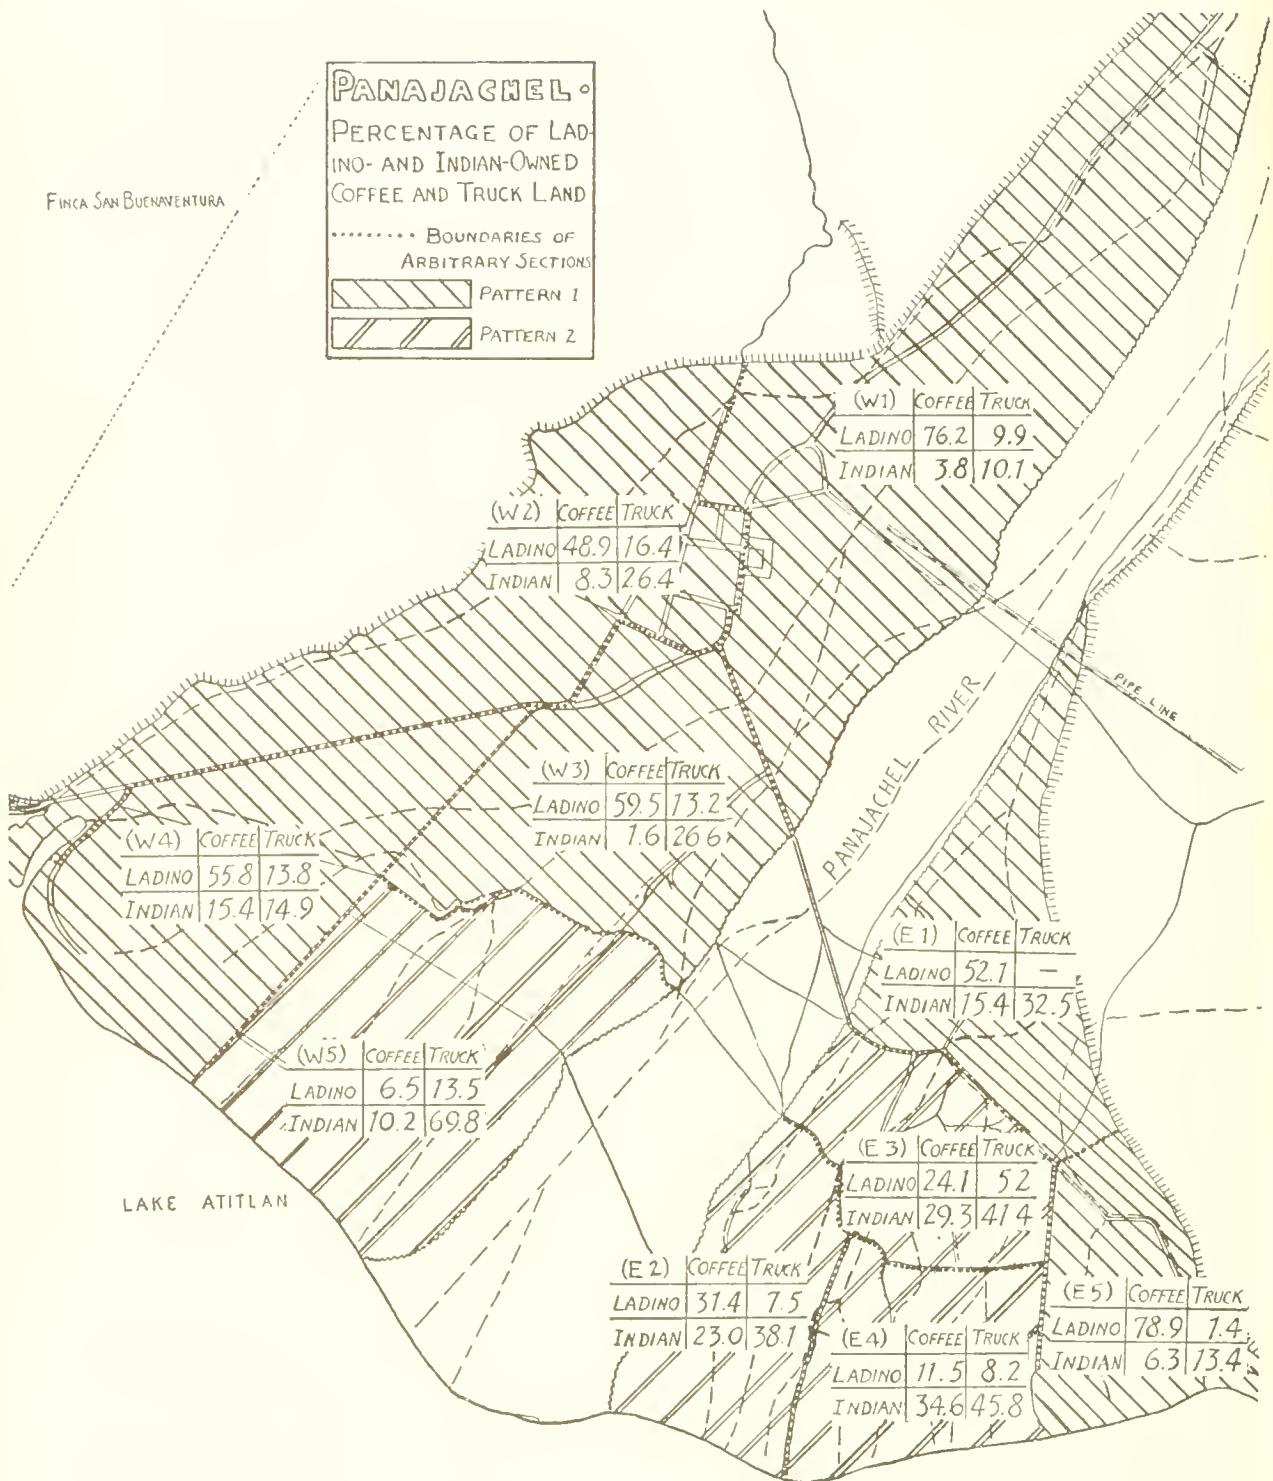 PANAJACHEL
PERCENTAGE OF LAD-
INO- AND INDIAN-OWNED
COFFEE AND TRUCK LAND
BOUNDARIES OF
ARBITRARY SECTIONS
PATTERN 1
PATTERN 2
FINCA SAN BUENAVENTURA
(W1) COFFEE TRUCK
LADINO 76.2 9.9
INDIAN 3.8 10.1
(W2) COFFEE TRUCK
LADINO 48.9 16.4
INDIAN 8.3 26.4
PIPE LINE
PANAJACHEL RIVER
(W3) COFFEE TRUCK
LADINO 59.5 13.2
INDIAN 1.6 26 6
(W4) COFFEE TRUCK
LADINO 55.8 13.8
INDIAN 15.4 14.9
(E1) COFFEE TRUCK
LADINO 52.1 —
INDIAN 15.4 32.5
(W5) COFFEE TRUCK
LADINO 6.5 13.5
INDIAN 10.2 69.8
(E3) COFFEE TRUCK
LADINO 24.1 5 2
INDIAN 29.3 41 4
LAKE ATITLAN
(E2) COFFEE TRUCK
LADINO 31.4 7.5
INDIAN 23.0 38.1
(E5) COFFEE TRUCK
LADINO 78.9 1.4
INDIAN 6.3 13.4
(E4) COFFEE TRUCK
LADINO 11.5 8.2
INDIAN 34.6 45.8